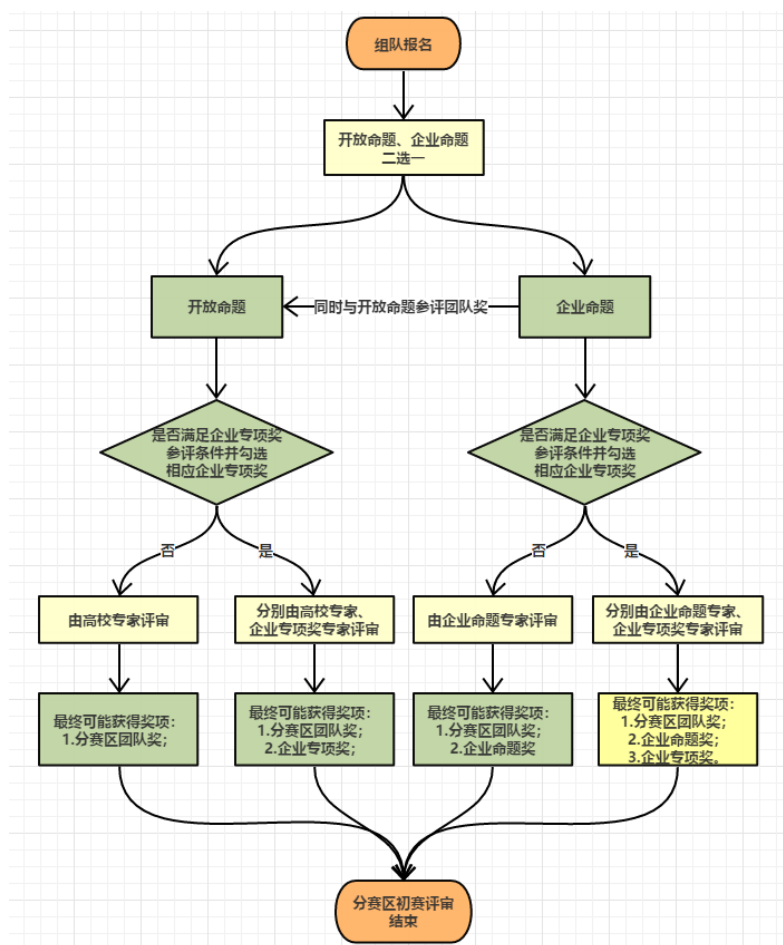 组队报名
开放命题、企业命题
二选一
开放命题
同时与开放命题参评团队奖
企业命题
是否满足企业专项奖
参评条件并勾选
相应企业专项奖
是否满足企业专项奖
参评条件并勾选
相应企业专项奖
否
是
否
是
由高校专家评审
分别由高校专家、
企业专项奖专家评审
由企业命题专家评审
分别由企业命题专家、
企业专项奖专家评审
最终可能获得奖项：
1.分赛区团队奖；
最终可能获得奖项：
1.分赛区团队奖；
2.企业专项奖；
最终可能获得奖项：
1.分赛区团队奖；
2.企业命题奖
最终可能获得奖项：
1.分赛区团队奖；
2.企业命题奖；
3.企业专项奖。
分赛区初赛评审
结束